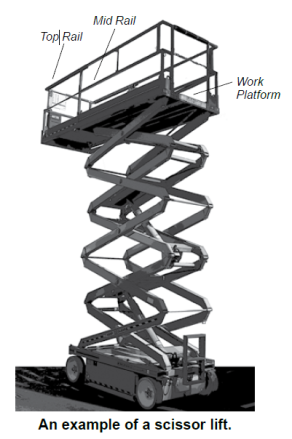 Mid Rail
Top Rail
Work
Platform
An example of a scissor lift.